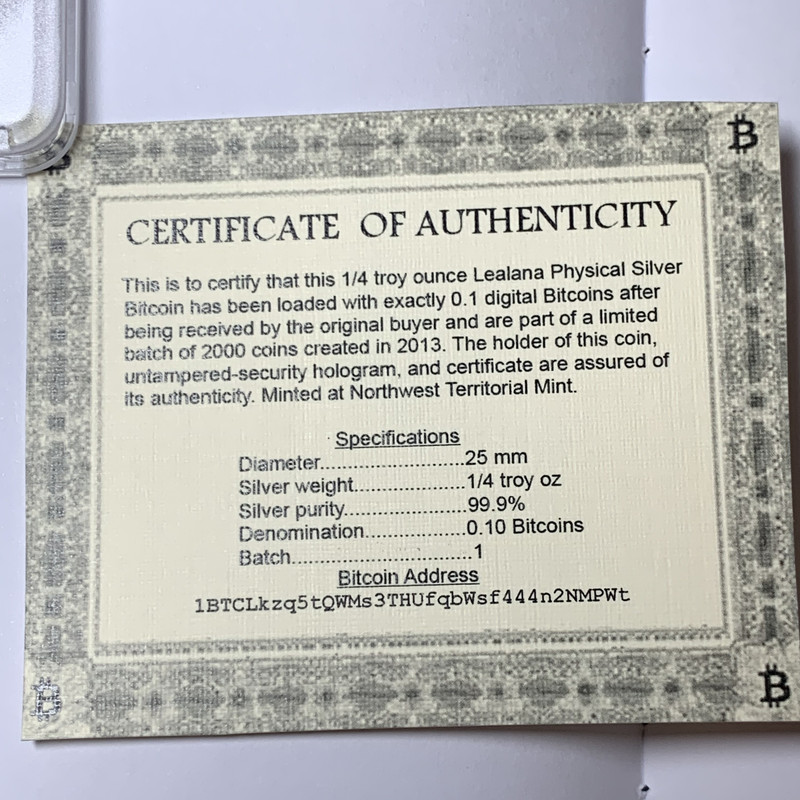 CERTIFICATE OF AUTHENTICITY
This is to certify that this 1/4 troy ounce Lealana Physical Silver
Bitcoin has been loaded with exactly 0.1 digital Bitcoins after
being received by the original buyer and are part of a limited
batch of 2000 coins created in 2013. The holder of this coin,
untampered-security hologram, and certificate are assured of
its authenticity. Minted at Northwest Territorial Mint.
Specifications
Diameter.........................25 mm
Silver weight....................1/4 troy oz
Silver purity......................99.9%
Denomination..................0.10 Bitcoins
Batch................................1
Bitcoin Address
1BTCLkzq5tQWMs3THUfqbWsf444n2NMPWt